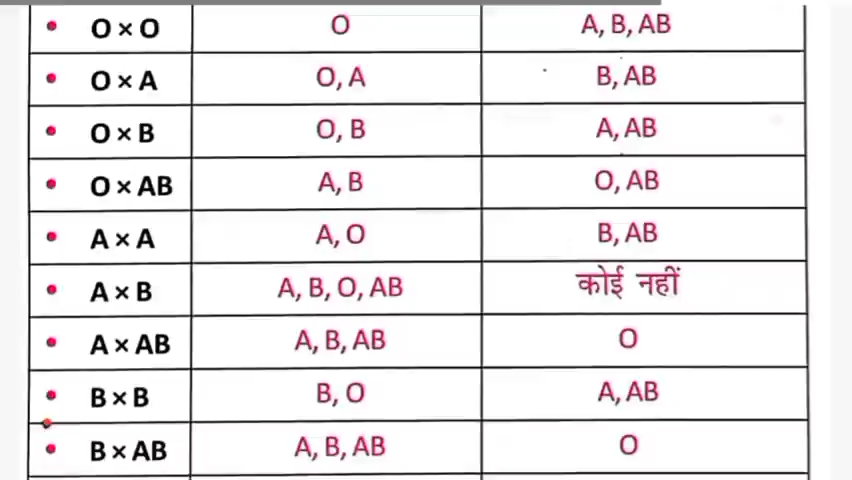 • O × O O A, B, AB
• O × A O, A B, AB
• O × B O, B A, AB
• O × AB A, B O, AB
• A × A A, O B, AB
• A × B A, B, O, AB कोई नहीं
• A × AB A, B, AB O
• B × B B, O A, AB
• B × AB A, B, AB O